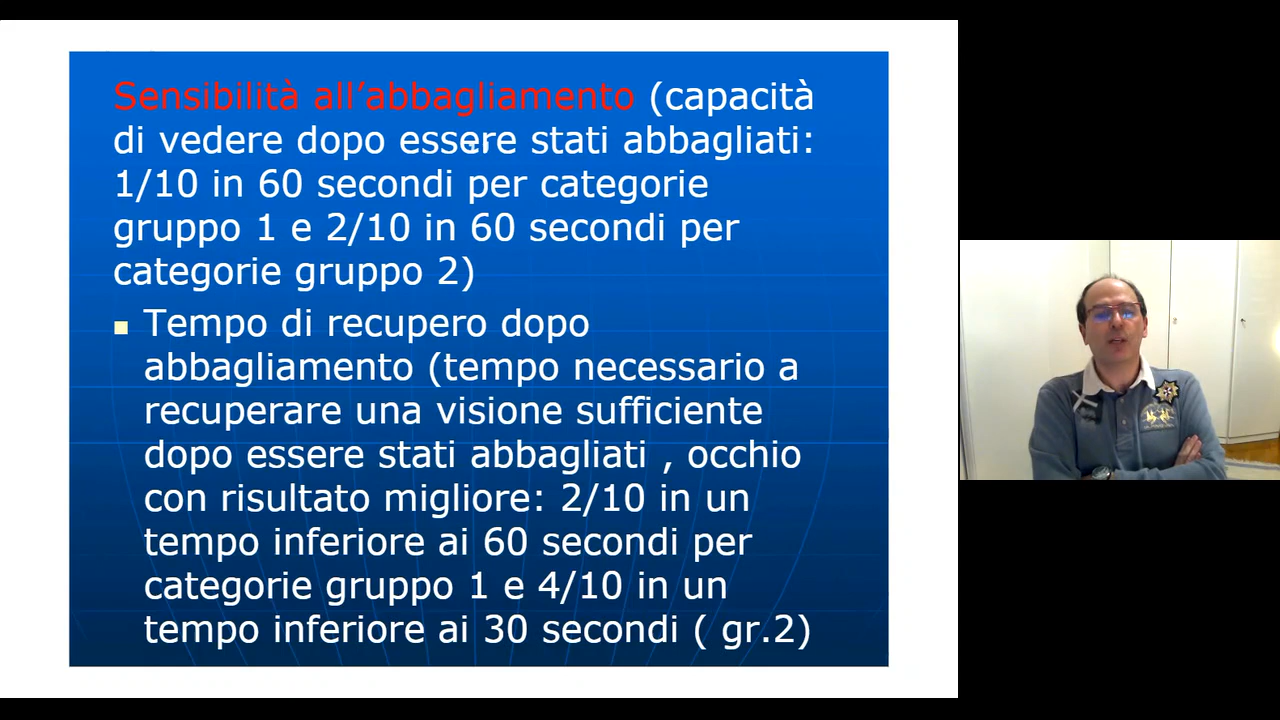 Sensibilità all’abbagliamento (capacità
di vedere dopo essere stati abbagliati:
1/10 in 60 secondi per categorie
gruppo 1 e 2/10 in 60 secondi per
categorie gruppo 2)
Tempo di recupero dopo
abbagliamento (tempo necessario a
recuperare una visione sufficiente
dopo essere stati abbagliati , occhio
con risultato migliore: 2/10 in un
tempo inferiore ai 60 secondi per
categorie gruppo 1 e 4/10 in un
tempo inferiore ai 30 secondi ( gr.2)